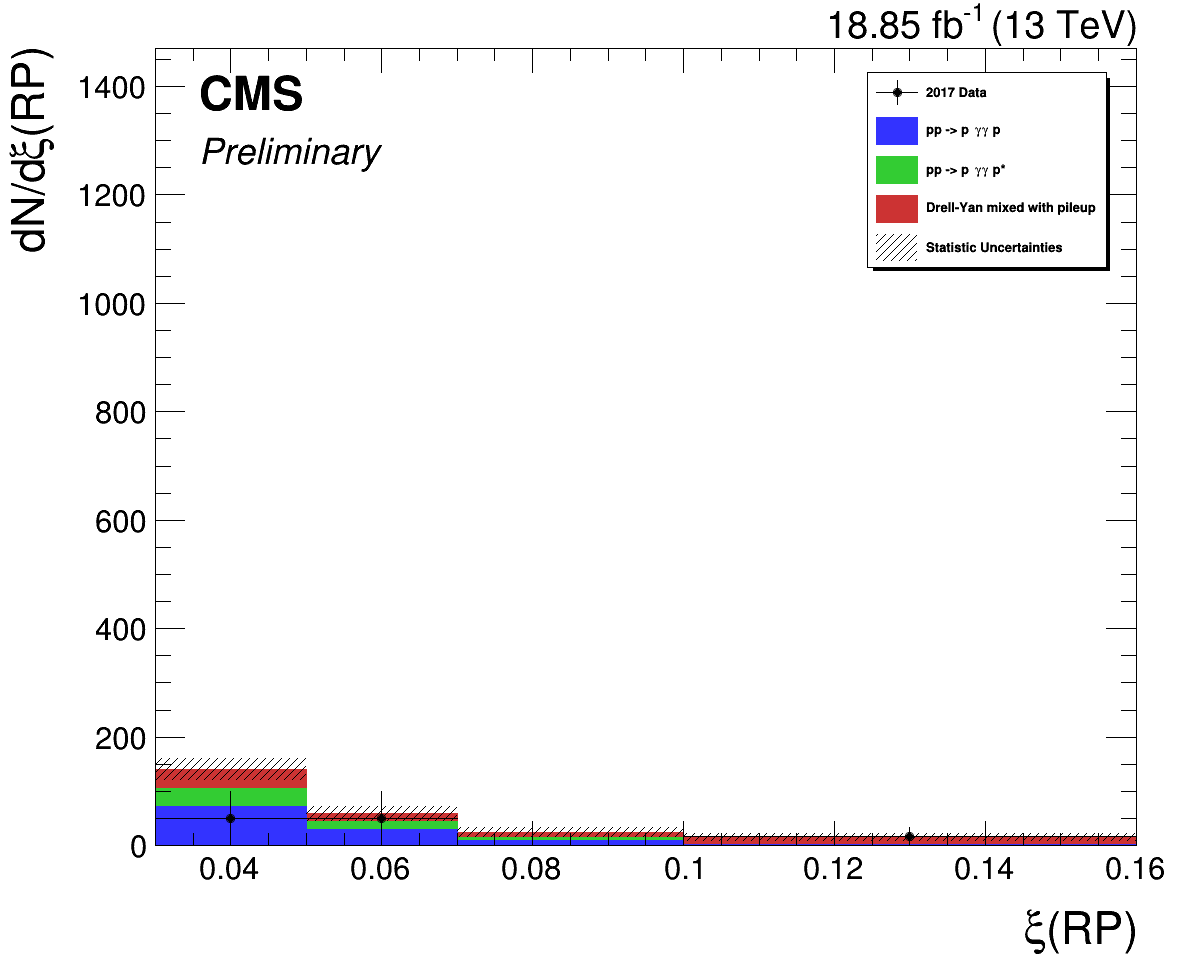 18.85 fb⁻¹ (13 TeV)
dN/dξ(RP)
CMS
Preliminary
2017 Data
pp -> p γγ p
pp -> p γγ p*
Drell-Yan mixed with pileup
Statistic Uncertainties
1400
1200
1000
800
600
400
200
0
0.04 0.06 0.08 0.1 0.12 0.14 0.16
ξ(RP)